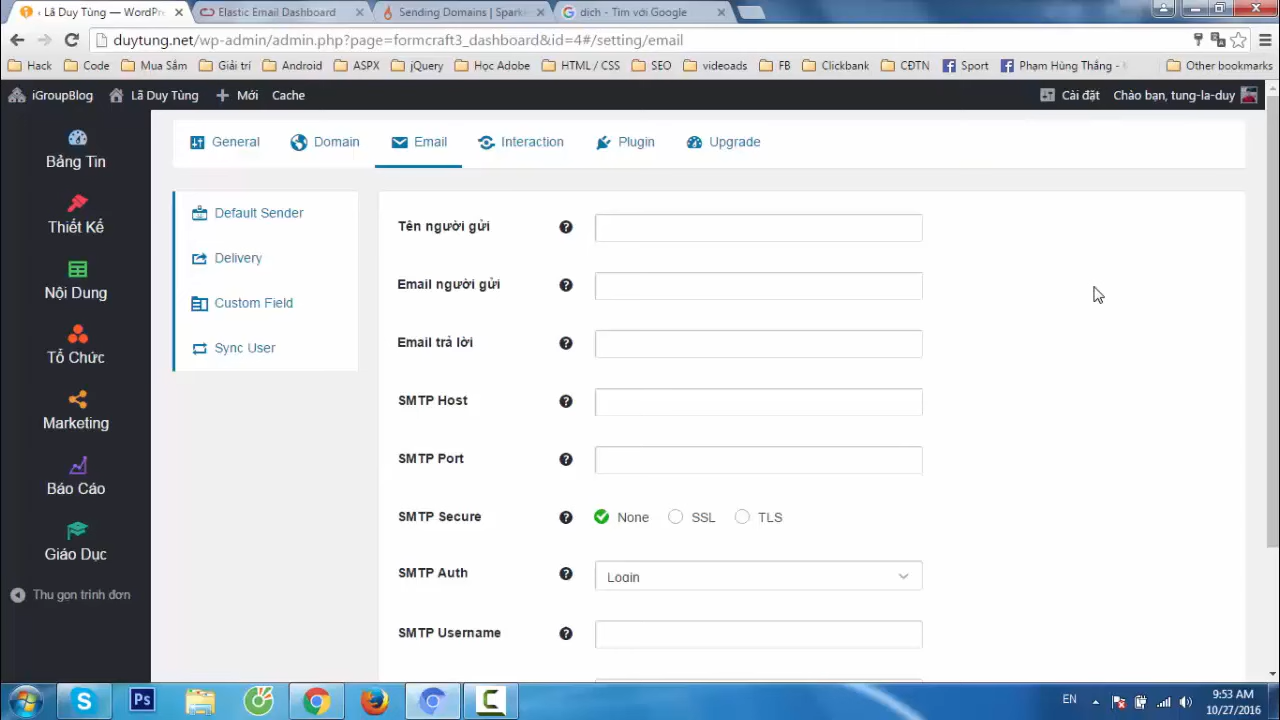 ‹ Lã Duy Tùng — WordPre
Elastic Email Dashboard
Sending Domains | Spark
dich - Tìm với Google
duytung.net/wp-admin/admin.php?page=formcraft3_dashboard&id=4#/setting/email
Hack Code Mua Sắm Giải trí Android ASPX jQuery Học Adobe HTML / CSS SEO videoads FB Clickbank CĐTN Sport Phạm Hùng Thắng - Other bookmarks
iGroupBlog Lã Duy Tùng Mới Cache Cài đặt Chào bạn, tung-la-duy
General Domain Email Interaction Plugin Upgrade
Bảng Tin
Thiết Kế
Nội Dung
Tổ Chức
Marketing
Báo Cáo
Giáo Dục
Thu gọn trình đơn
Default Sender
Delivery
Custom Field
Sync User
Tên người gửi
Email người gửi
Email trả lời
SMTP Host
SMTP Port
SMTP Secure None SSL TLS
SMTP Auth Login
SMTP Username
EN
9:53 AM
10/27/2016